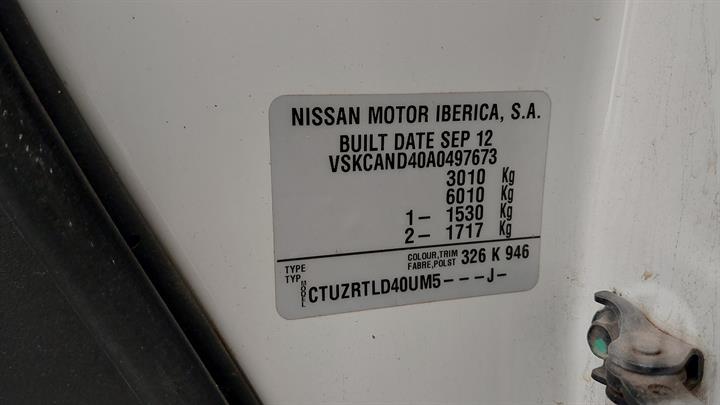 NISSAN MOTOR IBERICA, S.A.
BUILT DATE SEP 12
VSKCAND40A0497673
3010 Kg
6010 Kg
1- 1530 Kg
2- 1717 Kg
TYPE COLOUR,TRIM 326 K 946
TYP FABRE,POLST
MODEL CTUZRTLD40UM5---J-